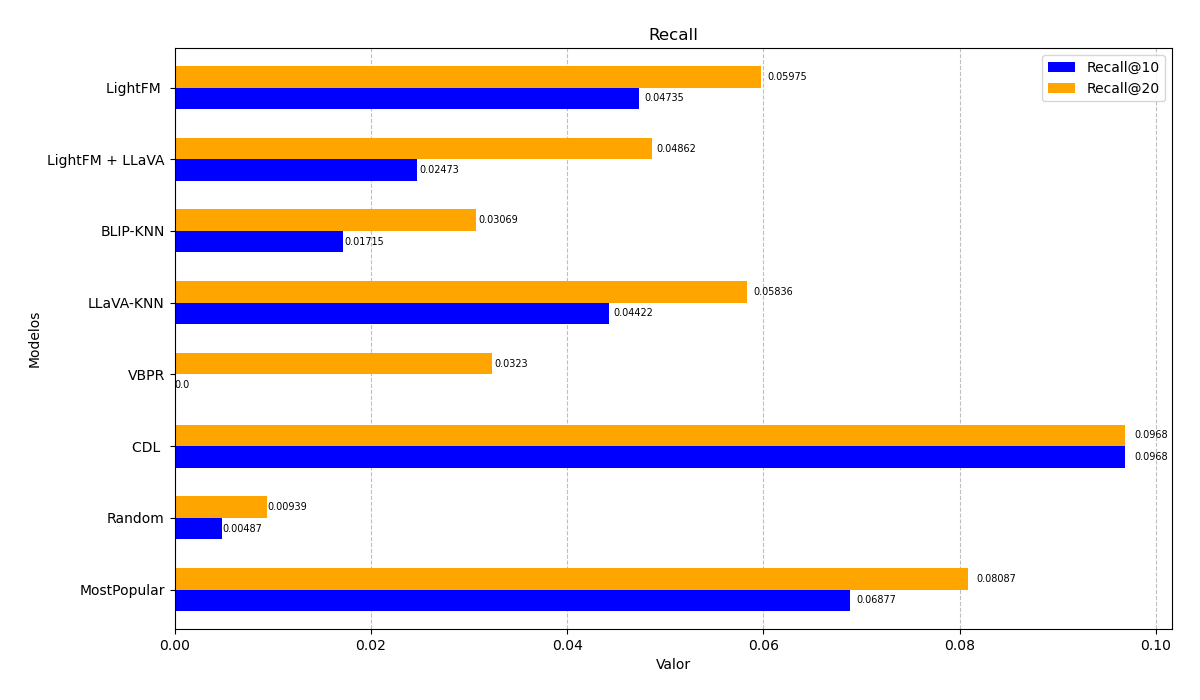 Recall
Recall@10
Recall@20
LightFM
0.05975
0.04735
LightFM + LLaVA
0.04862
0.02473
BLIP-KNN
0.03069
0.01715
LLaVA-KNN
0.05836
0.04422
VBPR
0.0323
0.0
CDL
0.0968
0.0968
Random
0.00939
0.00487
MostPopular
0.08087
0.06877
Modelos
0.00 0.02 0.04 0.06 0.08 0.10
Valor